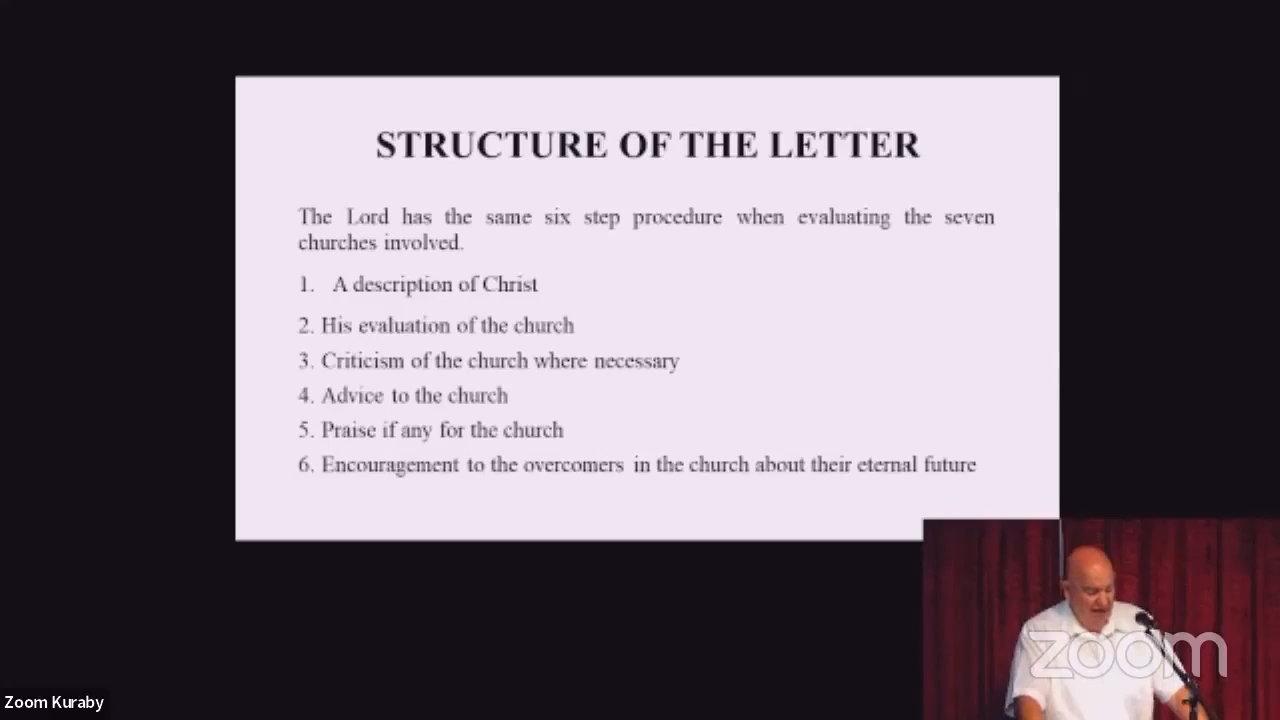 STRUCTURE OF THE LETTER
The Lord has the same six step procedure when evaluating the seven
churches involved.
1. A description of Christ
2. His evaluation of the church
3. Criticism of the church where necessary
4. Advice to the church
5. Praise if any for the church
6. Encouragement to the overcomers in the church about their eternal future
zoom
Zoom Kuraby